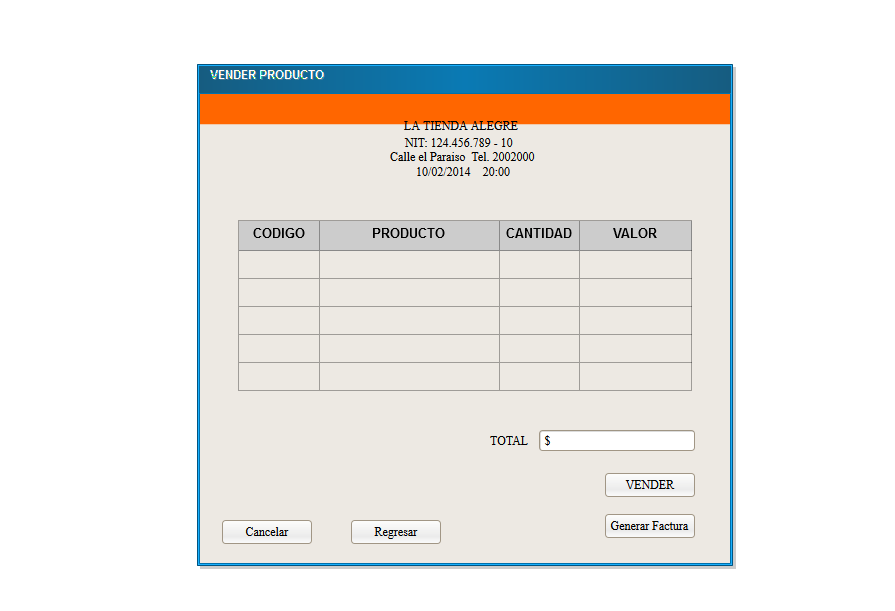 VENDER PRODUCTO
LA TIENDA ALEGRE
NIT: 124.456.789 - 10
Calle el Paraiso Tel. 2002000
10/02/2014 20:00
CODIGO PRODUCTO CANTIDAD VALOR
TOTAL $
VENDER
Generar Factura
Cancelar Regresar